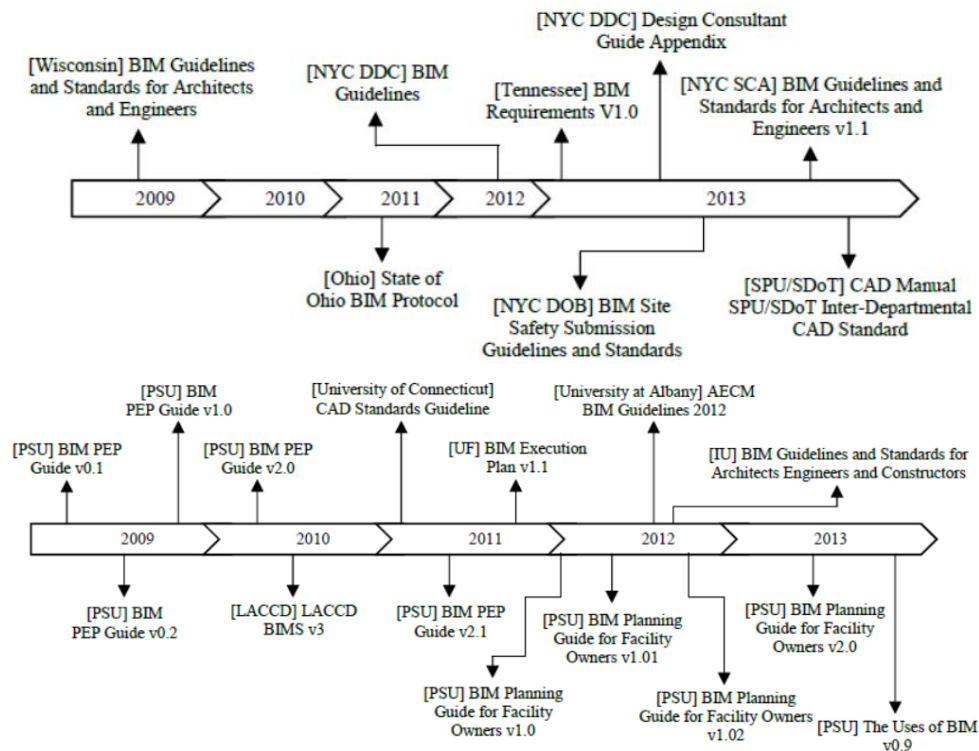 [NYC DDC] Design Consultant
Guide Appendix
[Wisconsin] BIM Guidelines
and Standards for Architects
and Engineers
[NYC DDC] BIM
Guidelines
[Tennessee] BIM
Requirements V1.0
[NYC SCA] BIM Guidelines and
Standards for Architects and
Engineers v1.1
2009
2010
2011
2012
2013
[Ohio] State of
Ohio BIM Protocol
[NYC DOB] BIM Site
Safety Submission
Guidelines and Standards
[SPU/SDoT] CAD Manual
SPU/SDoT Inter-Departmental
CAD Standard
[PSU] BIM
PEP Guide v1.0
[University of Connecticut]
CAD Standards Guideline
[University at Albany] AECM
BIM Guidelines 2012
[PSU] BIM PEP
Guide v0.1
[PSU] BIM PEP
Guide v2.0
[UF] BIM Execution
Plan v1.1
[IU] BIM Guidelines and Standards for
Architects Engineers and Constructors
2009
2010
2011
2012
2013
[PSU] BIM
PEP Guide v0.2
[LACCD] LACCD
BIMS v3
[PSU] BIM PEP
Guide v2.1
[PSU] BIM Planning
Guide for Facility
Owners v1.01
[PSU] BIM Planning
Guide for Facility
Owners v2.0
[PSU] BIM Planning
Guide for Facility
Owners v1.0
[PSU] BIM Planning
Guide for Facility Owners
v1.02
[PSU] The Uses of BIM
v0.9